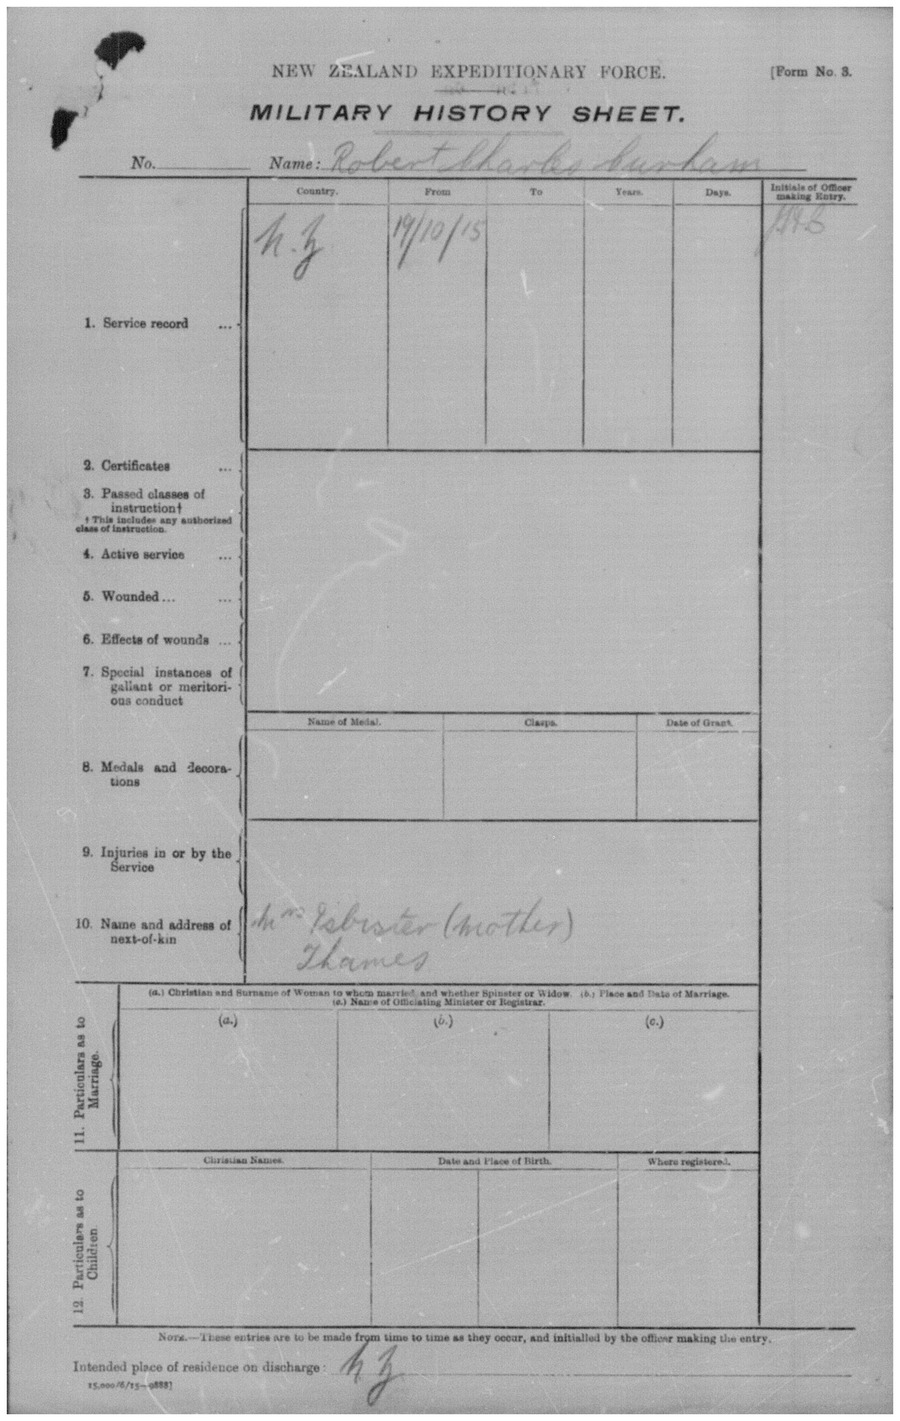 NEW ZEALAND EXPEDITIONARY FORCE.
[Form No. 3.
MILITARY HISTORY SHEET.
No. Name: Robert Charles
Country. From To Years. Days. Initials of Officer making Entry.
1. Service record ... N.Z 19/10/15
2. Certificates ...
3. Passed classes of
instruction†
† This includes any authorized
class of instruction.
4. Active service ...
5. Wounded ... ...
6. Effects of wounds ...
7. Special instances of
gallant or meritori-
ous conduct
Name of Medal. Clasps. Date of Grant.
8. Medals and decora-
tions
9. Injuries in or by the
Service
10. Name and address of
next-of-kin
Mrs Isbister (mother)
Thames
11. Particulars as to
Marriage.
(a.) Christian and Surname of Woman to whom married, and whether Spinster or Widow. (b.) Place and Date of Marriage.
(c.) Name of Officiating Minister or Registrar.
(a.) (b.) (c.)
12. Particulars as to
Children.
Christian Names. Date and Place of Birth. Where registered.
NOTE.—These entries are to be made from time to time as they occur, and initialled by the officer making the entry.
Intended place of residence on discharge: N Z
15,000/6/15—9888]